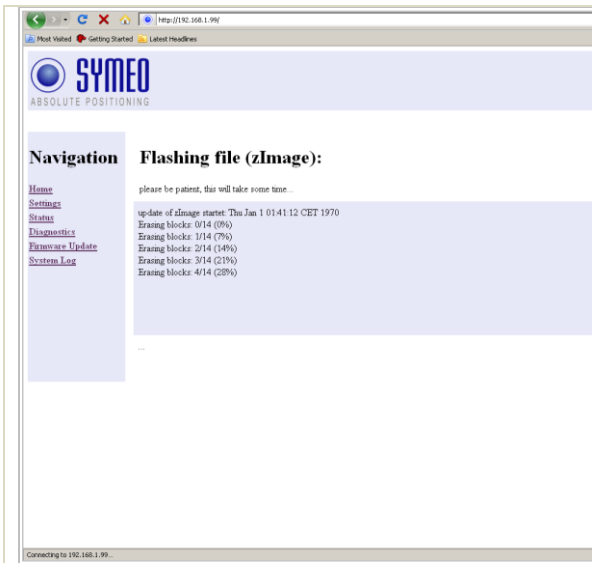 http://192.168.1.99/
Most Visited Getting Started Latest Headlines
SYMEO
ABSOLUTE POSITIONING
Navigation
Home
Settings
Status
Diagnostics
Firmware Update
System Log
Flashing file (zImage):
please be patient, this will take some time...
update of zImage startet: Thu Jan 1 01:41:12 CET 1970
Erasing blocks: 0/14 (0%)
Erasing blocks: 1/14 (7%)
Erasing blocks: 2/14 (14%)
Erasing blocks: 3/14 (21%)
Erasing blocks: 4/14 (28%)
...
Connecting to 192.168.1.99...